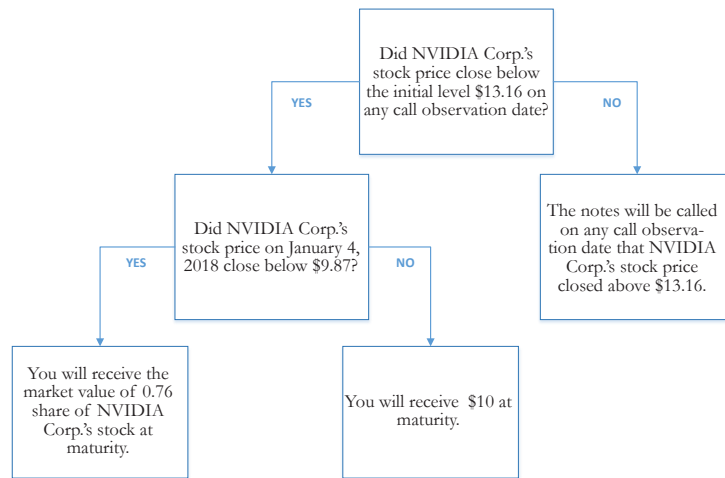 Did NVIDIA Corp.'s
stock price close below
the initial level $13.16 on
any call observation date?
YES
NO
Did NVIDIA Corp.'s
stock price on January 4,
2018 close below $9.87?
The notes will be called
on any call observa-
tion date that NVIDIA
Corp.'s stock price
closed above $13.16.
YES
NO
You will receive the
market value of 0.76
share of NVIDIA
Corp.'s stock at
maturity.
You will receive $10 at
maturity.